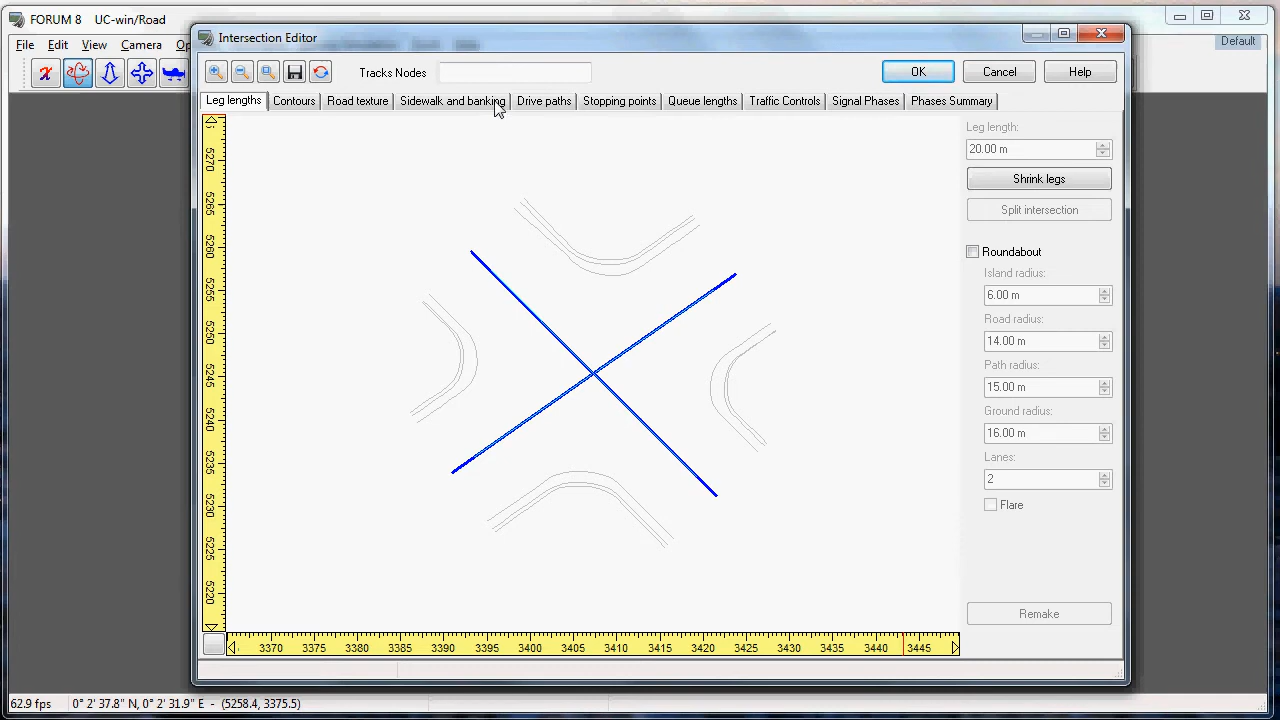 FORUM 8 UC-win/Road
File Edit View Camera
Default
Intersection Editor
Tracks Nodes
OK Cancel Help
Leg lengths Contours Road texture Sidewalk and banking Drive paths Stopping points Queue lengths Traffic Controls Signal Phases Phases Summary
Leg length:
20.00 m
Shrink legs
Split intersection
Roundabout
Island radius:
6.00 m
Road radius:
14.00 m
Path radius:
15.00 m
Ground radius:
16.00 m
Lanes:
2
Flare
Remake
5270
5265
5260
5255
5250
5245
5240
5235
5230
5225
5220
3370 3375 3380 3385 3390 3395 3400 3405 3410 3415 3420 3425 3430 3435 3440 3445
62.9 fps 0° 2' 37.8" N, 0° 2' 31.9" E - (5258.4, 3375.5)